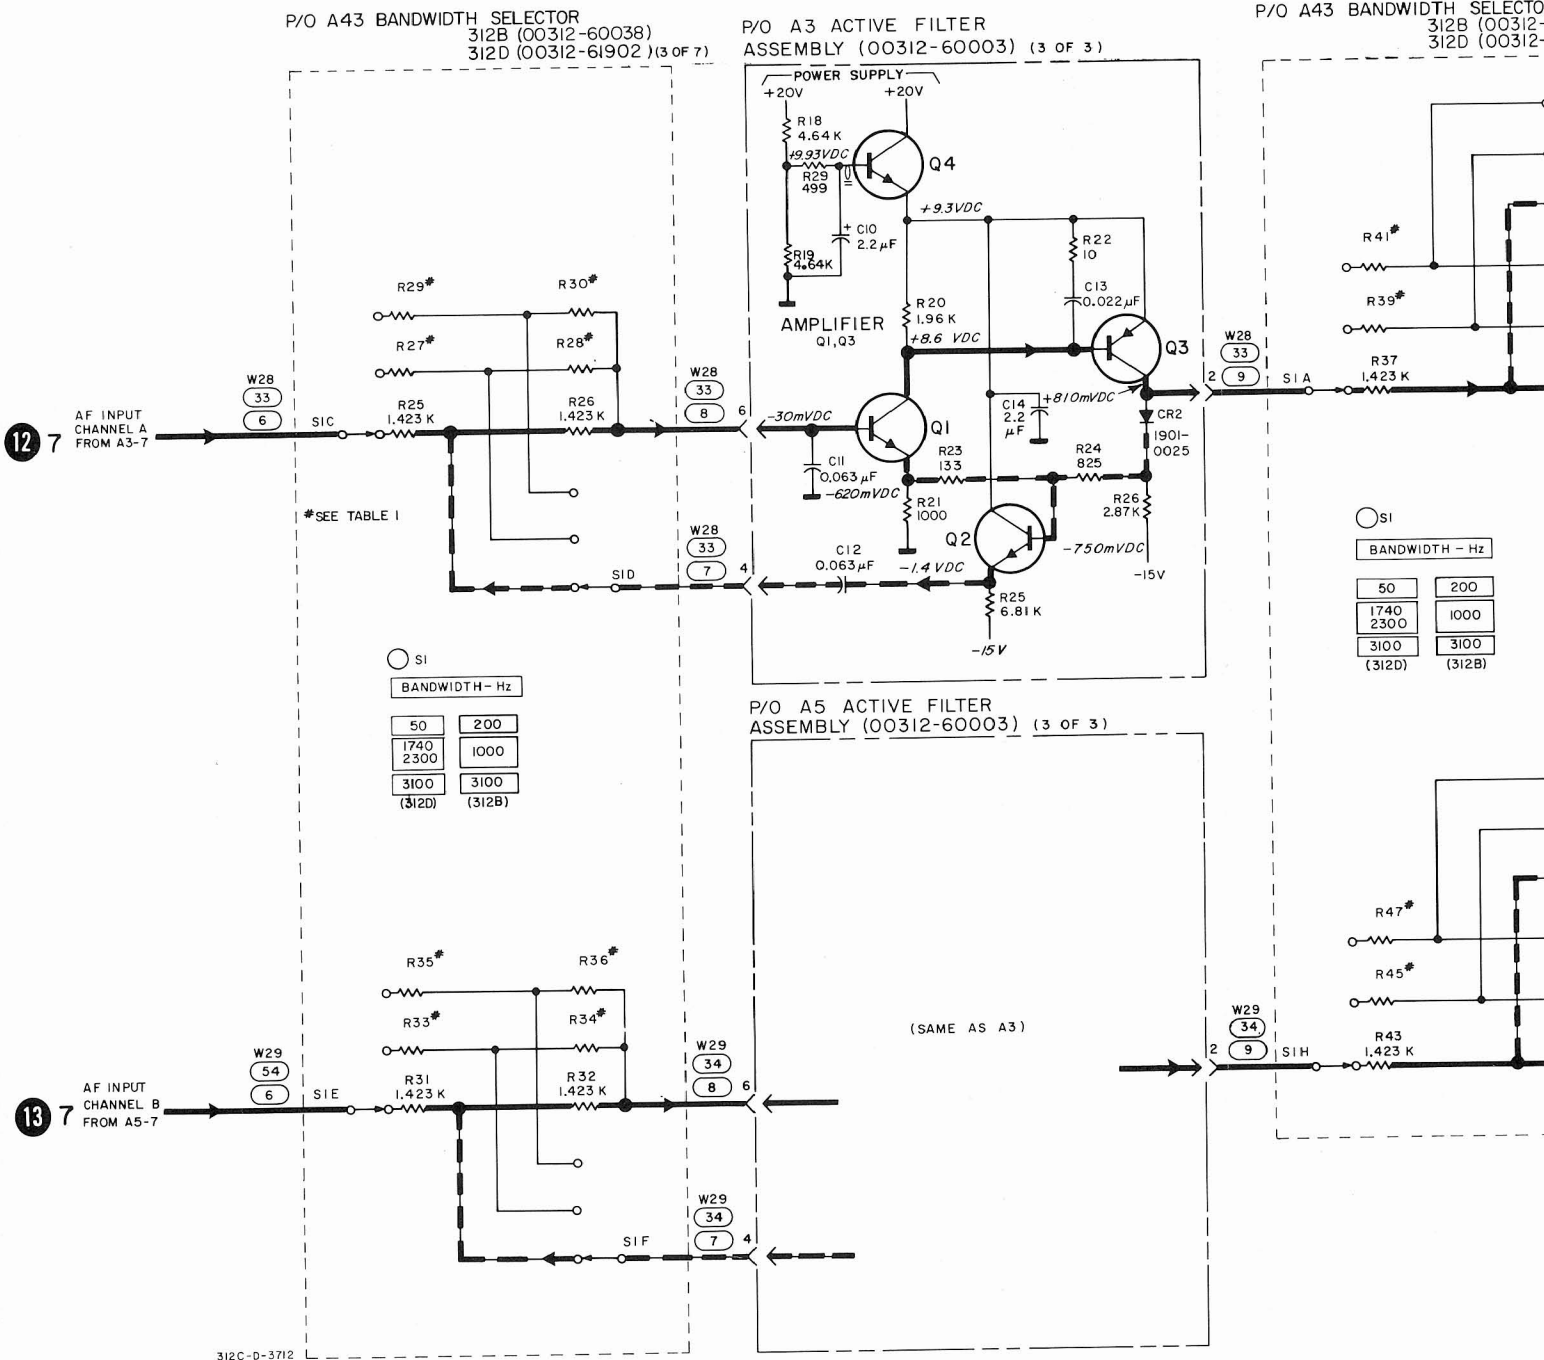 P/O A43 BANDWIDTH SELECTOR
312B (00312-60038)
312D (00312-61902) (3 OF 7)
P/O A3 ACTIVE FILTER
ASSEMBLY (00312-60003) (3 OF 3)
P/O A43 BANDWIDTH SELECTO
312B (00312-
312D (00312-
POWER SUPPLY
+20V
+20V
R18
4.64K
+9.93VDC
R29
499
Q4
+9.3VDC
+ C10
2.2µF
R19
4.64K
R22
10
C13
0.022µF
R20
1.96 K
AMPLIFIER
Q1,Q3
+8.6 VDC
Q3
R29#
R30#
R27#
R28#
W28
33
6
AF INPUT
CHANNEL A
FROM A3-7
12 7
S1C
R25
1.423 K
R26
1.423 K
W28
33
8
6
-30mVDC
Q1
C11
0.063µF
-620mVDC
C14
2.2
µF
+810mVDC
CR2
1901-
0025
R23
133
R24
825
R21
1000
R26
2.87K
Q2
-750mVDC
-15V
#SEE TABLE 1
W28
33
7
4
S1D
C12
0.063µF
-1.4 VDC
R25
6.81K
-15V
W28
33
9
2
S1A
R41#
R39#
R37
1.423 K
S1
BANDWIDTH - Hz
50
200
1740
2300
1000
3100
3100
(312D)
(312B)
S1
BANDWIDTH - Hz
50
200
1740
2300
1000
3100
3100
(312D)
(312B)
P/O A5 ACTIVE FILTER
ASSEMBLY (00312-60003) (3 OF 3)
(SAME AS A3)
R35#
R36#
R33#
R34#
W29
54
6
AF INPUT
CHANNEL B
FROM A5-7
13 7
S1E
R31
1.423 K
R32
1.423 K
W29
34
8
6
W29
34
7
4
S1F
W29
34
9
2
S1H
R47#
R45#
R43
1.423 K
312C-D-3712